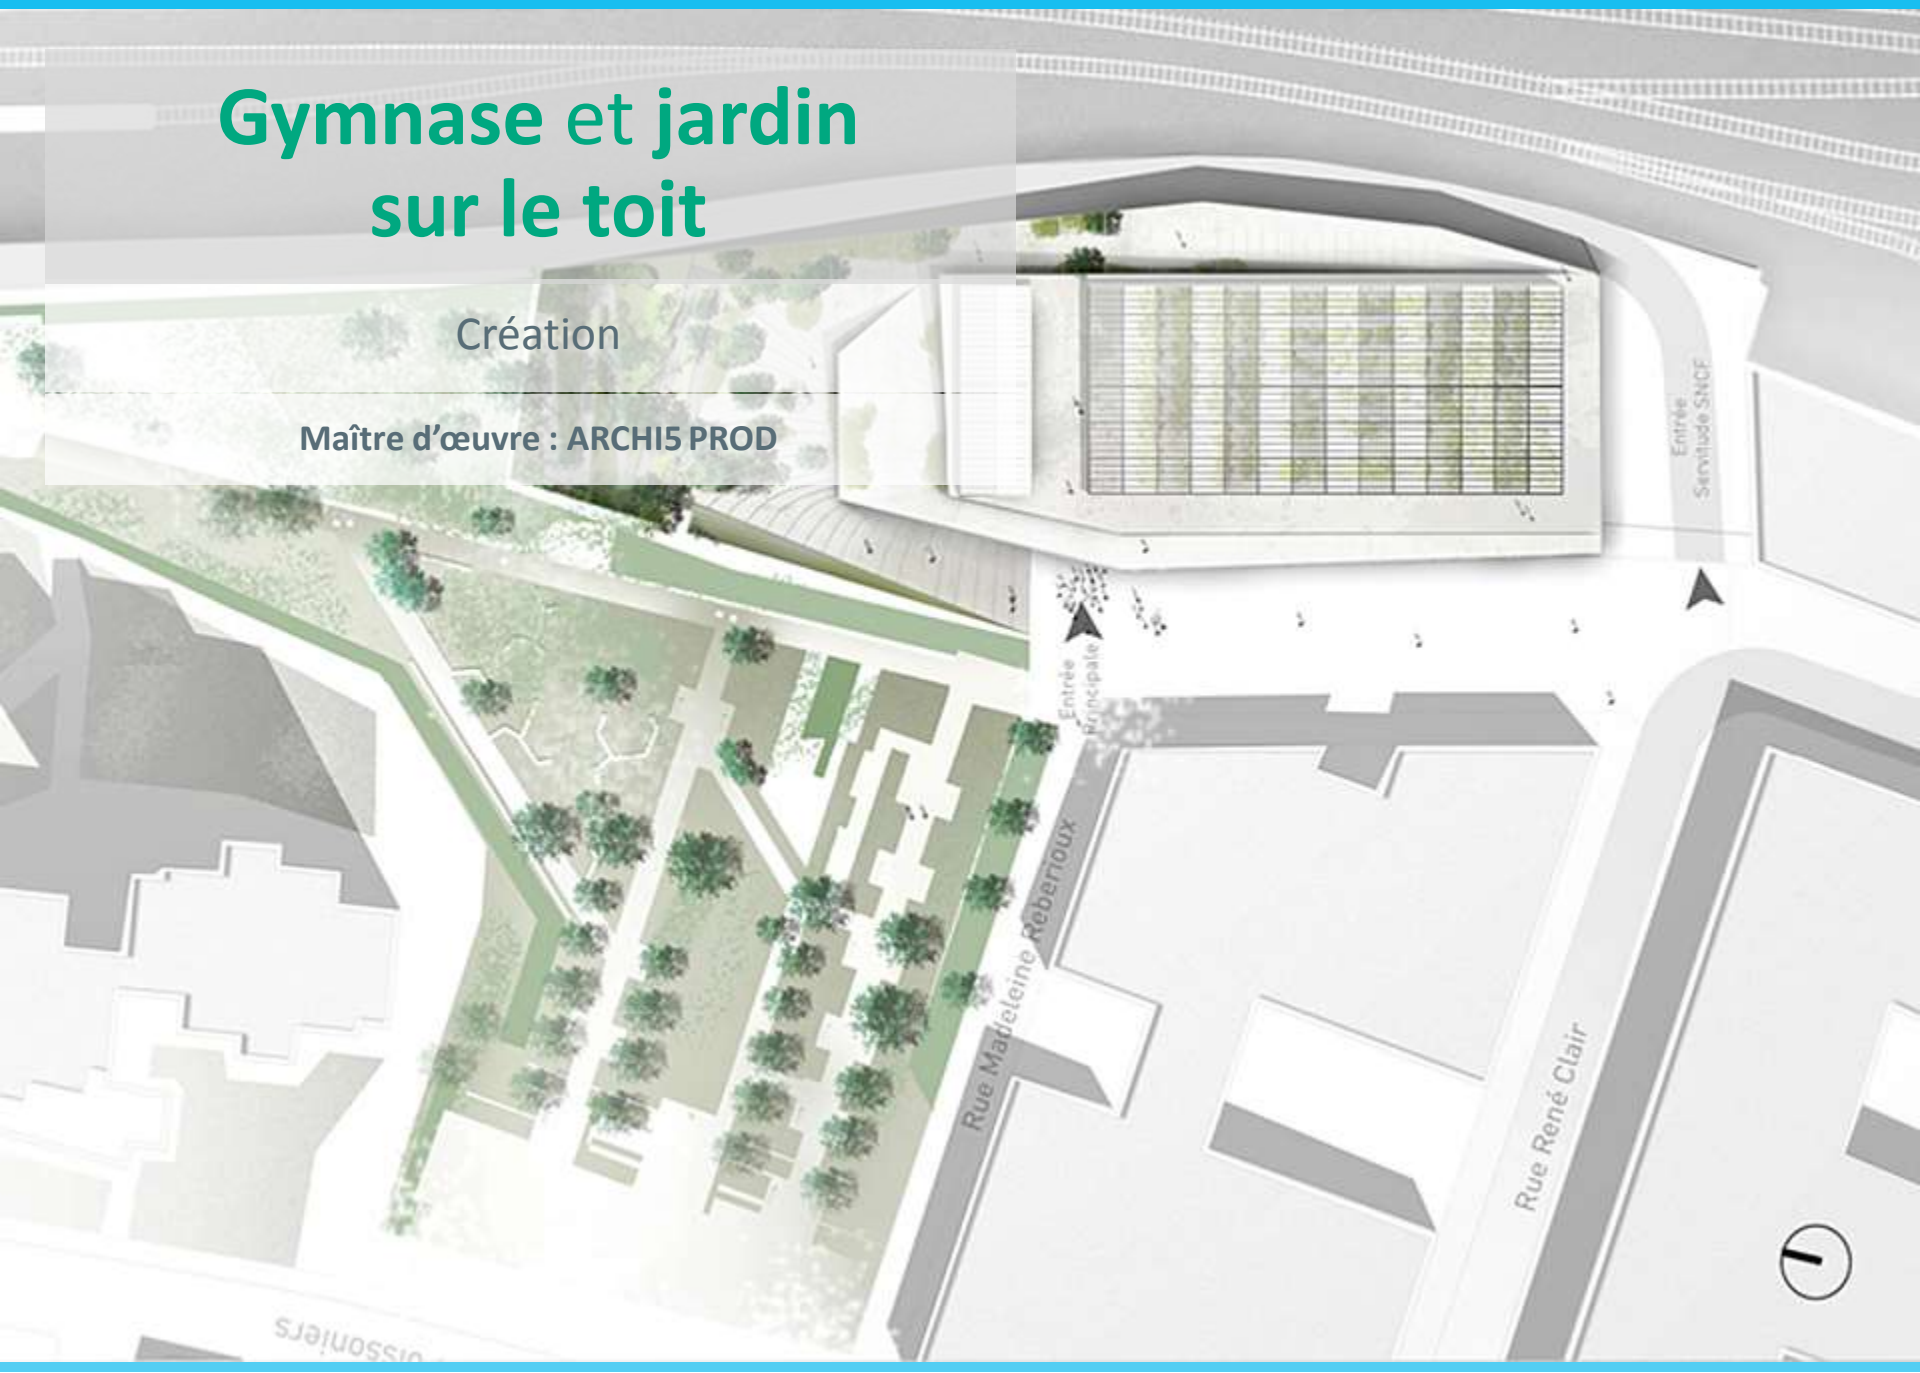 Gymnase et jardin
sur le toit
Création
Maître d'œuvre : ARCHI5 PROD
Entrée
Servitude SNCF
Entrée
Principale
Rue Madeleine Reberioux
Rue René Clair